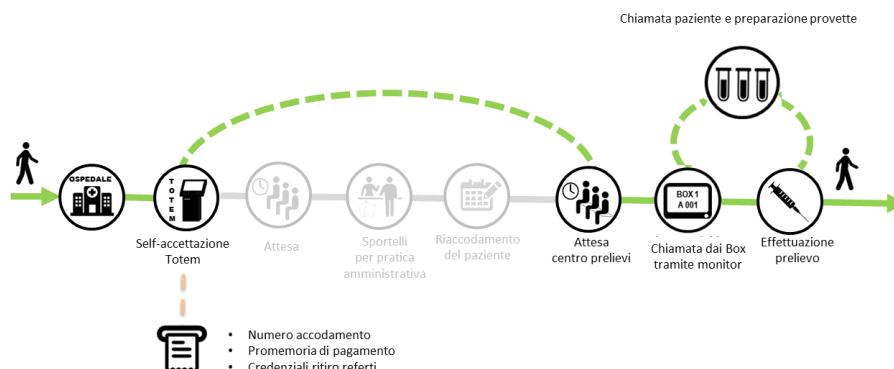 Chiamata paziente e preparazione provette
OSPEDALE
TOTEM
BOX 1
A 001
Self-accettazione
Totem
Attesa
Sportelli
per pratica
amministrativa
Riaccodamento
del paziente
Attesa
centro prelievi
Chiamata dai Box
tramite monitor
Effettuazione
prelievo
• Numero accodamento
• Promemoria di pagamento
• Credenziali ritiro referti